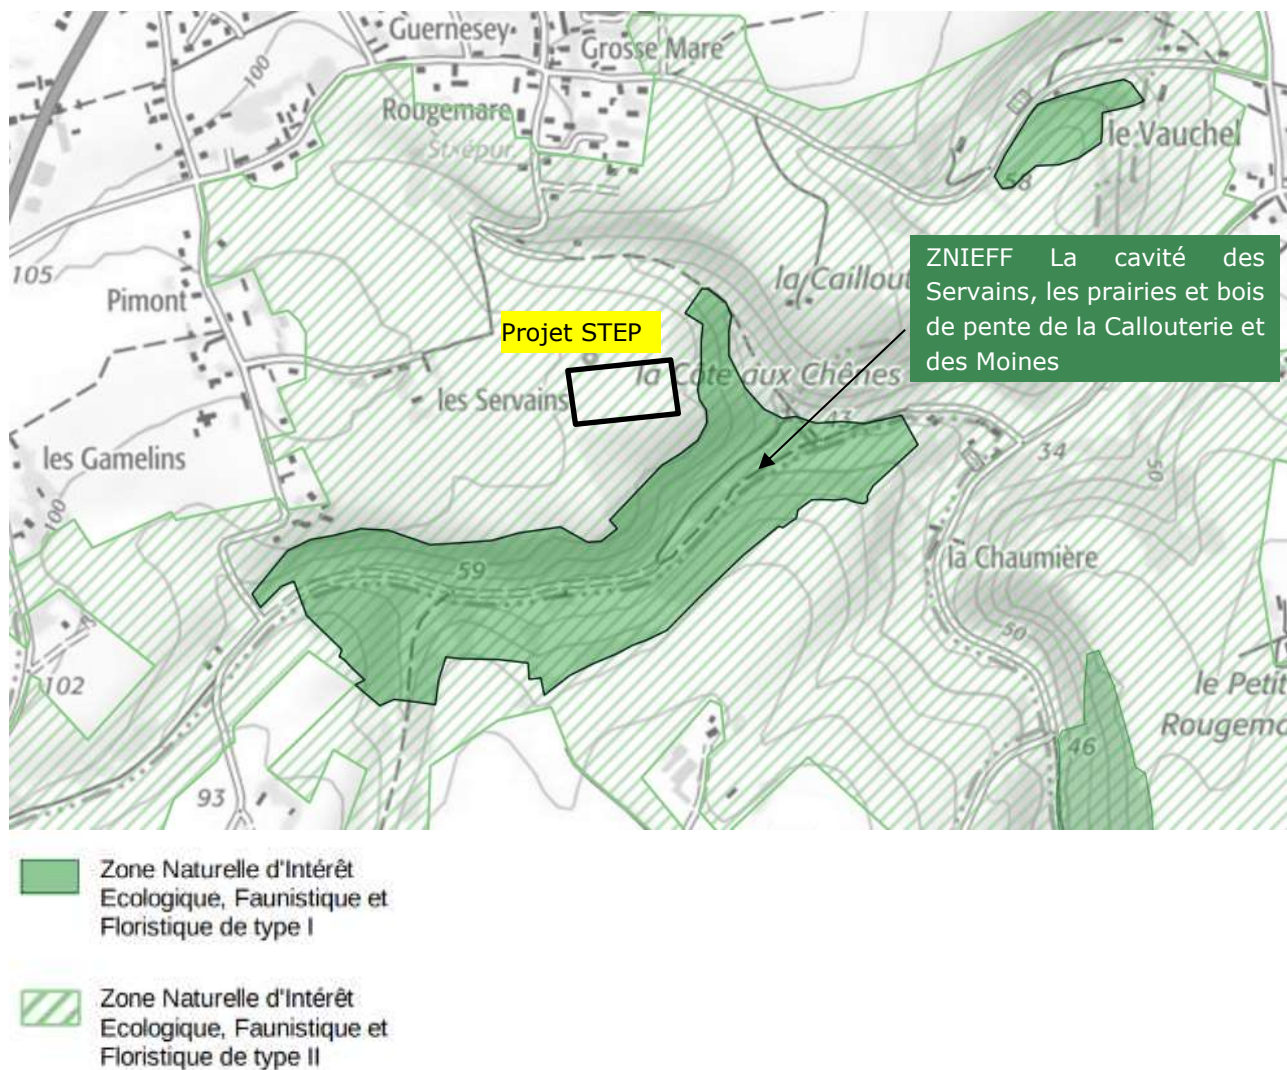 Guernesey
Grosse Mare
100
Rougemare
St-épur.
le Vauchel
58
105
Pimont
la Caillout
ZNIEFF La cavité des
Servains, les prairies et bois
de pente de la Callouterie et
des Moines
Projet STEP
la Côte aux Chênes
les Servains
43
34
les Gamelins
50
100
la Chaumière
59
50
102
le Petit
Rougemo
46
93
Zone Naturelle d'Intérêt
Ecologique, Faunistique et
Floristique de type I
Zone Naturelle d'Intérêt
Ecologique, Faunistique et
Floristique de type II